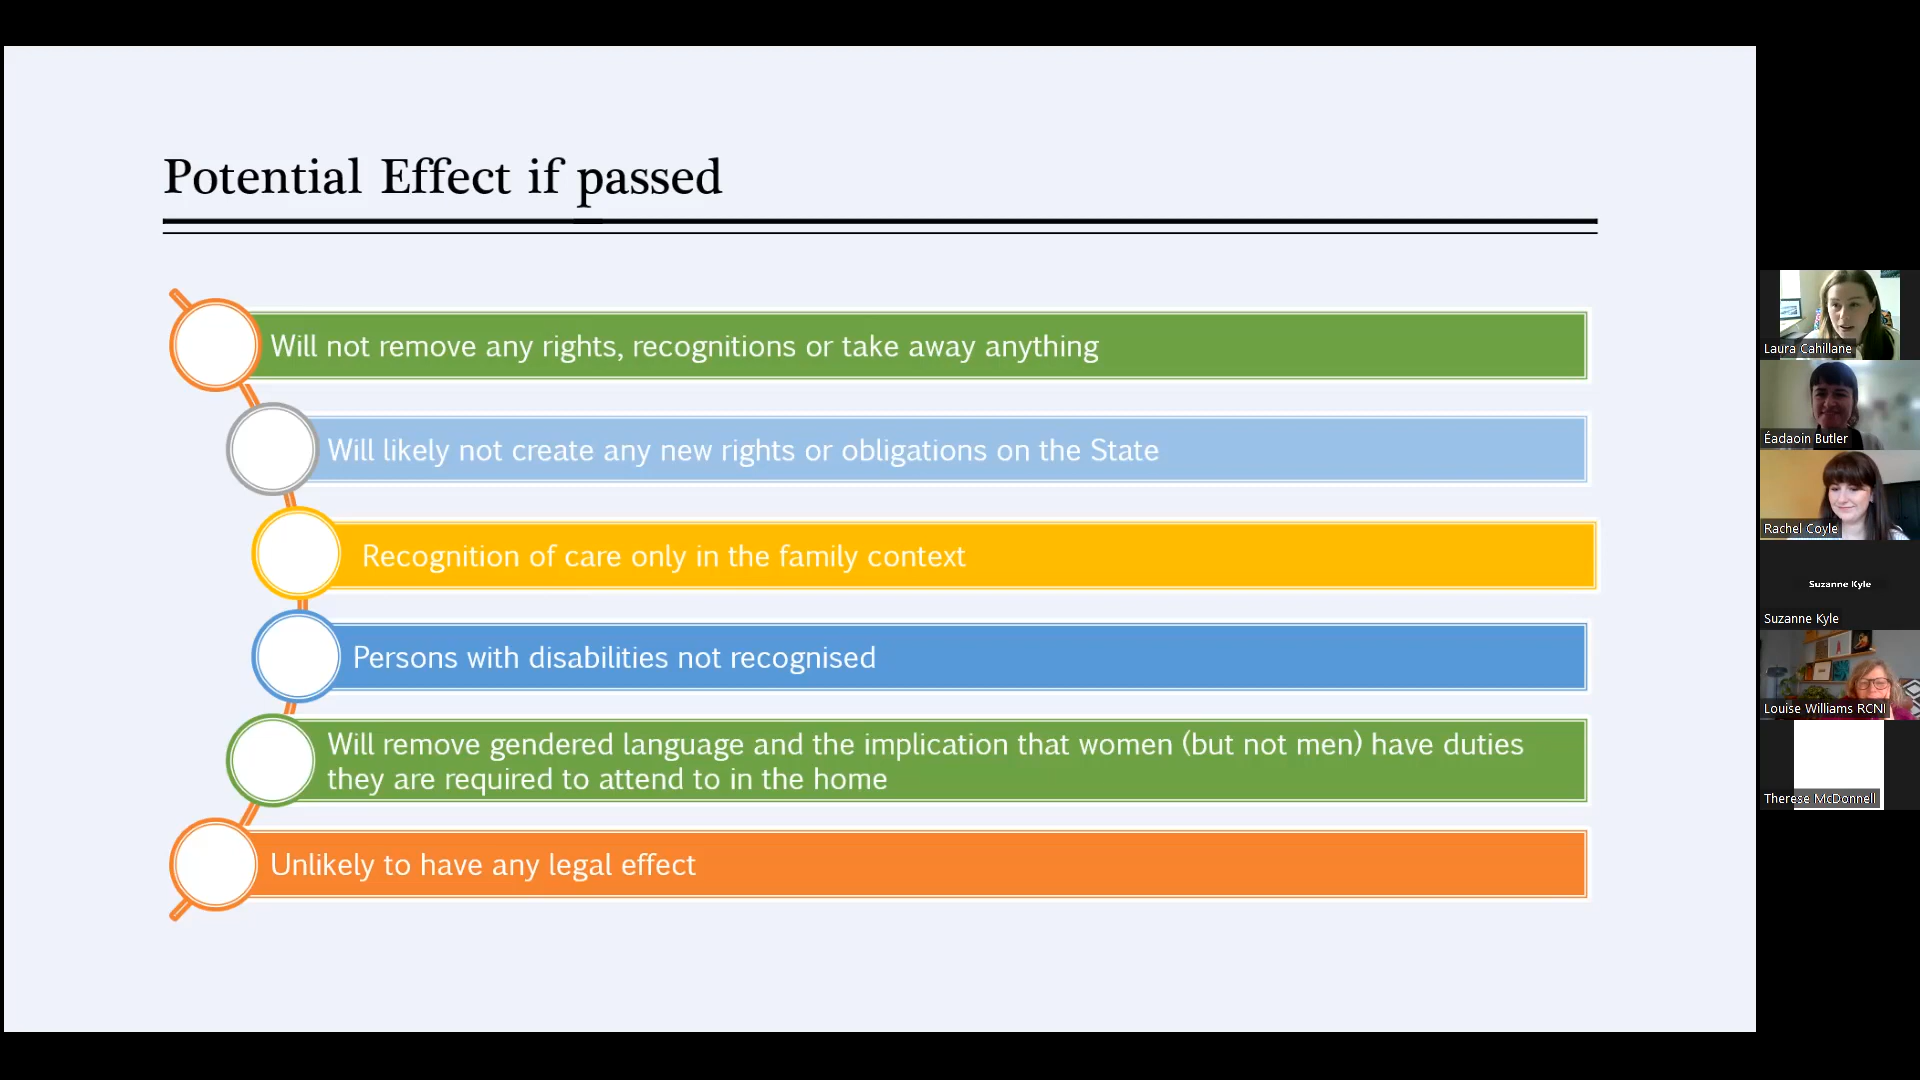 Potential Effect if passed
Will not remove any rights, recognitions or take away anything
Will likely not create any new rights or obligations on the State
Recognition of care only in the family context
Persons with disabilities not recognised
Will remove gendered language and the implication that women (but not men) have duties
they are required to attend to in the home
Unlikely to have any legal effect
Laura Cahillane
Éadaoin Butler
Rachel Coyle
Suzanne Kyle
Suzanne Kyle
Louise Williams RCNI
Therese McDonnell